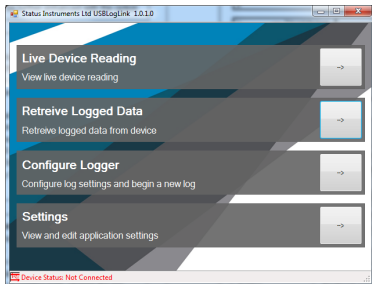 Status Instruments Ltd USBLogLink 1.0.1.0
Live Device Reading
View live device reading
-->
Retreive Logged Data
Retreive logged data from device
-->
Configure Logger
Configure log settings and begin a new log
-->
Settings
View and edit application settings
-->
Device Status: Not Connected